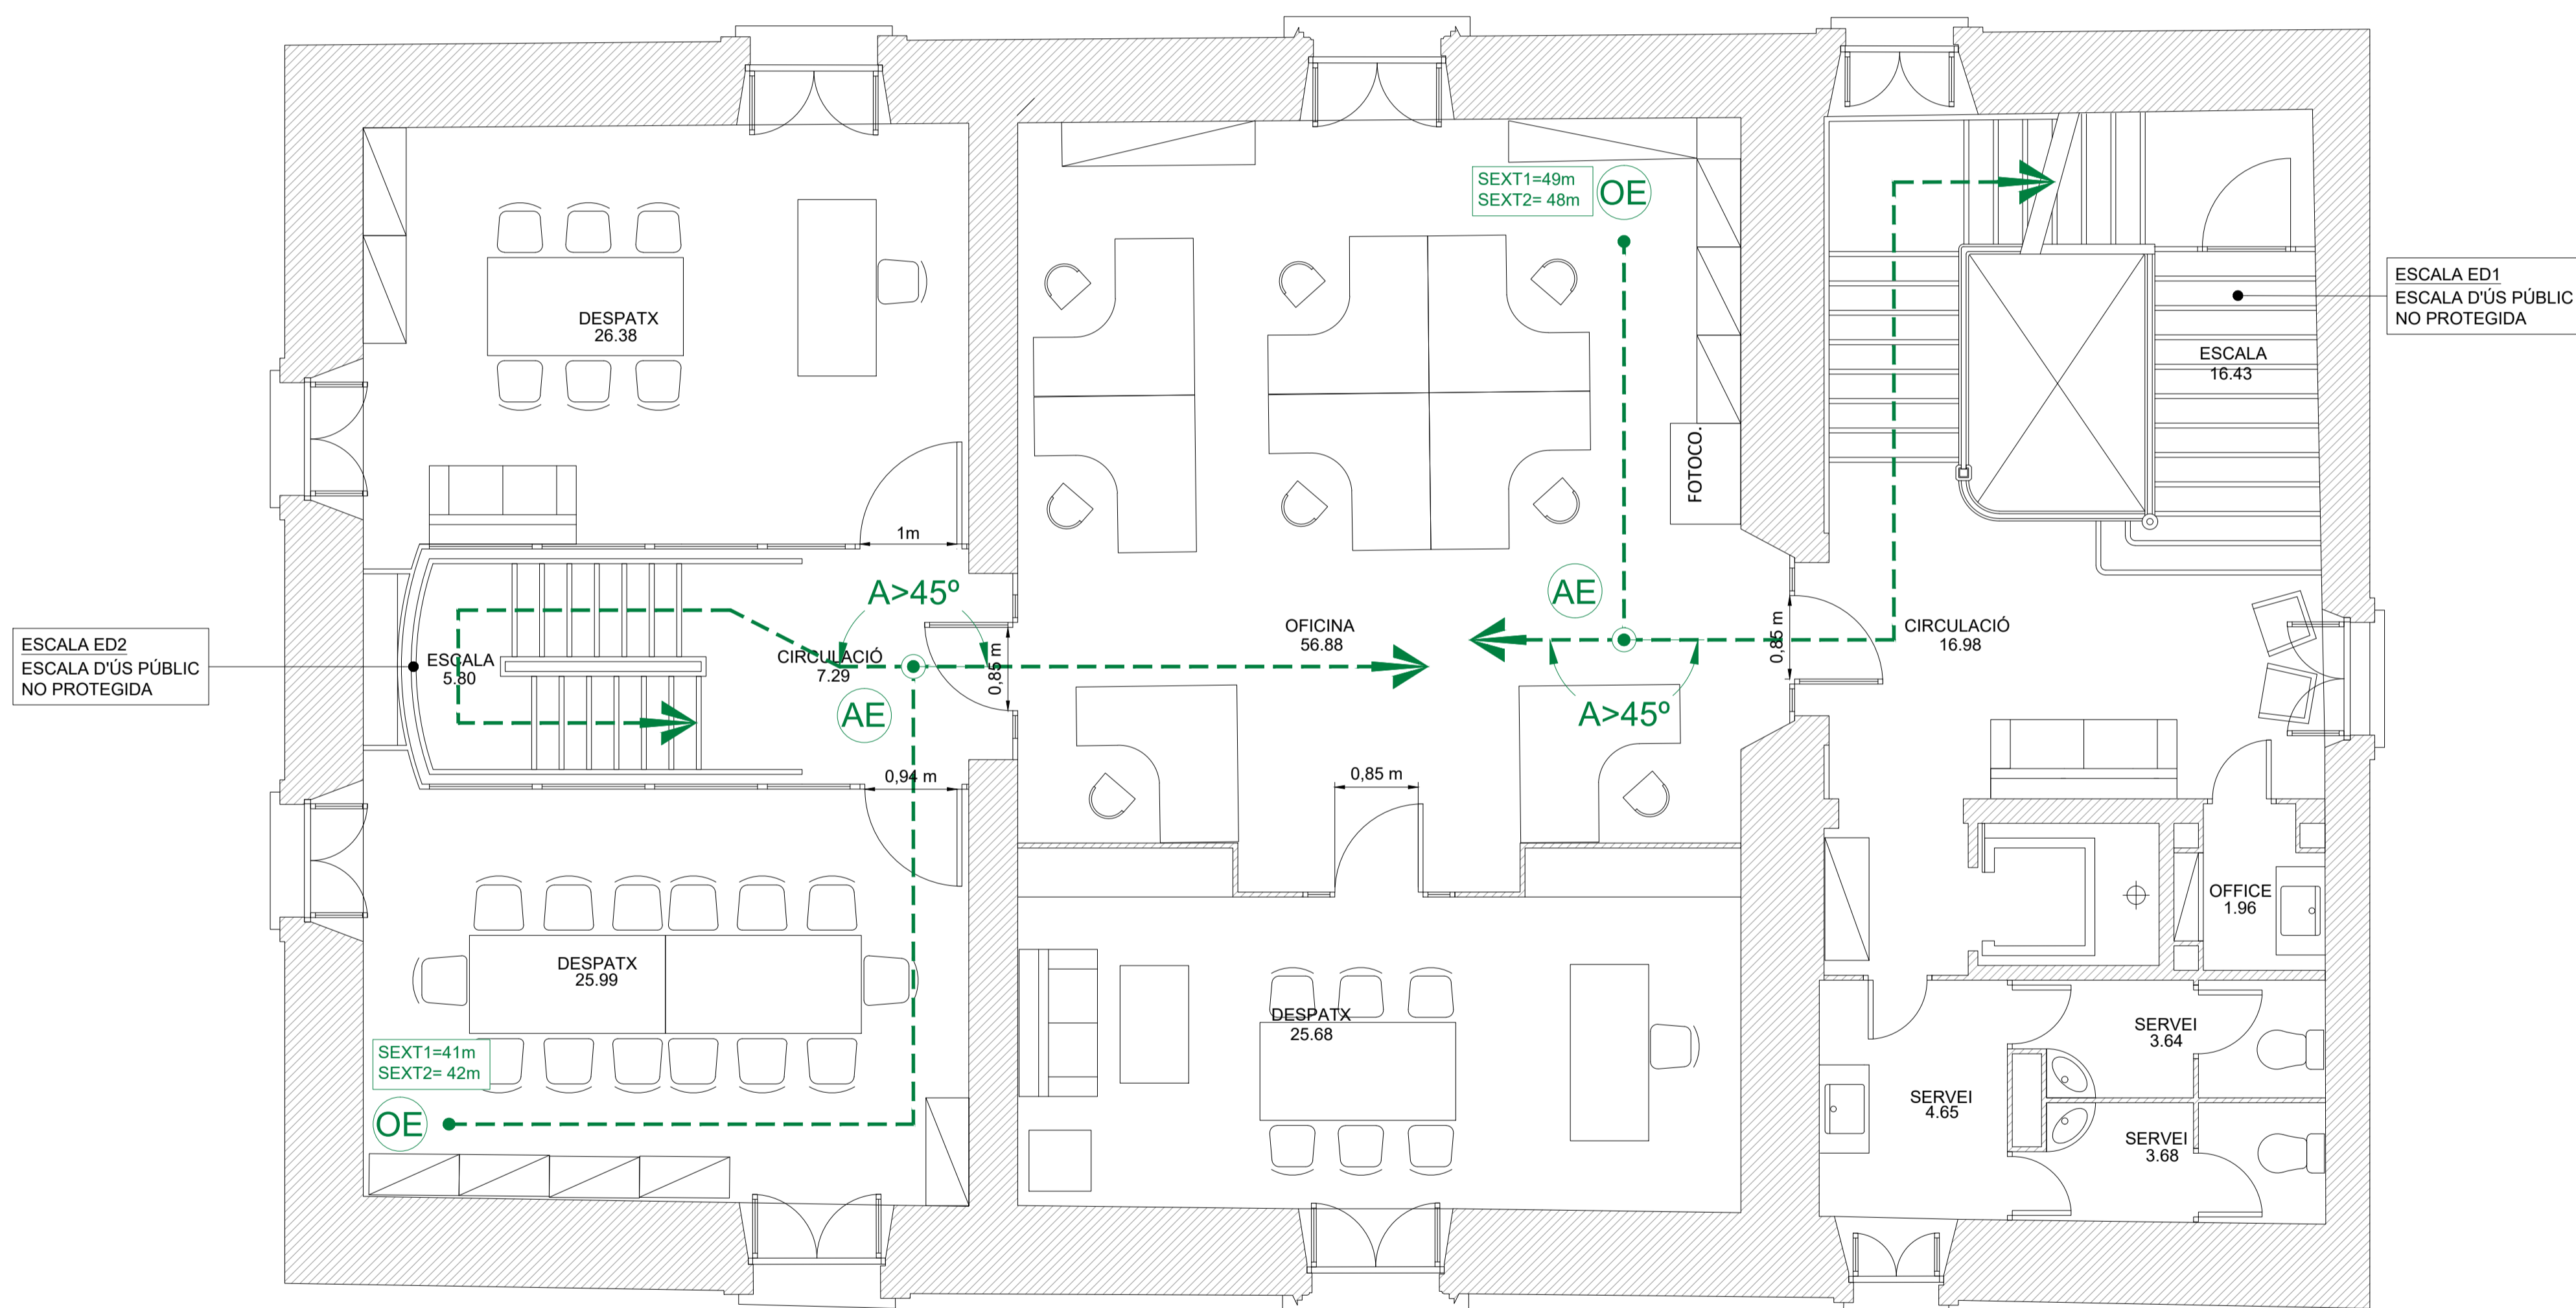 SEXT1=49m
SEXT2= 48m
OE
DESPATX
26.38
ESCALA ED1
ESCALA D'ÚS PÚBLIC
NO PROTEGIDA
ESCALA
16.43
FOTOCO.
1m
A>45º
AE
OFICINA
56.88
0,85 m
CIRCULACIÓ
16.98
ESCALA ED2
ESCALA D'ÚS PÚBLIC
NO PROTEGIDA
ESCALA
5.80
CIRCULACIÓ
7.29
0,85 m
AE
A>45º
0,94 m
0,85 m
OFFICE
1.96
DESPATX
25.99
DESPATX
25.68
SEXT1=41m
SEXT2= 42m
OE
SERVEI
3.64
SERVEI
4.65
SERVEI
3.68